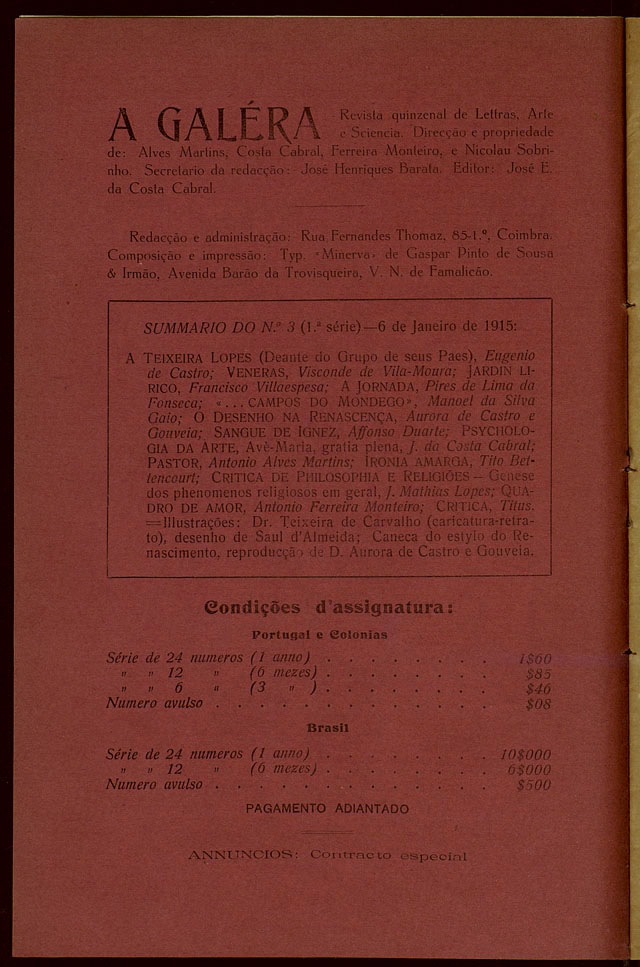 A GALÉRA
Revista quinzenal de Lettras, Arte
e Sciencia. Direcção e propriedade
de: Alves Martins, Costa Cabral, Ferreira Monteiro, e Nicolau Sobri-
nho. Secretario da redacção: José Henriques Barata. Editor: José E.
da Costa Cabral.
Redacção e administração: Rua Fernandes Thomaz, 85-1.º, Coimbra.
Composição e impressão: Typ. «Minerva» de Gaspar Pinto de Sousa
& Irmão, Avenida Barão da Trovisqueira, V. N. de Famalicão.
SUMMARIO DO N.º 3 (1.ª série)—6 de Janeiro de 1915:
A TEIXEIRA LOPES (Deante do Grupo de seus Paes), Eugenio
de Castro; VENERAS, Visconde de Vila-Moura; JARDIN LI-
RICO, Francisco Villaespesa; A JORNADA, Pires de Lima da
Fonseca; «... CAMPOS DO MONDEGO», Manoel da Silva
Gaio; O DESENHO NA RENASCENÇA, Aurora de Castro e
Gouveia; SANGUE DE IGNEZ, Affonso Duarte; PSYCHOLO-
GIA DA ARTE, Avè-Maria, gratia plena, J. da Costa Cabral;
PASTOR, Antonio Alves Martins; IRONIA AMARGA, Tito Bet-
tencourt; CRITICA DE PHILOSOPHIA E RELIGIÕES — Genese
dos phenomenos religiosos em geral, J. Mathias Lopes; QUA-
DRO DE AMOR, Antonio Ferreira Monteiro; CRITICA, Titus.
=Illustrações: Dr. Teixeira de Carvalho (caricatura-retra-
to), desenho de Saul d'Almeida; Caneca do estylo do Re-
nascimento, reproducção de D. Aurora de Castro e Gouveia.
Condições d'assignatura:
Portugal e Colonias
Série de 24 numeros (1 anno) . . . . . . . . 1$60
" " 12 " (6 mezes) . . . . . . . . $85
" " 6 " (3 " ) . . . . . . . . $46
Numero avulso . . . . . . . . . . . . . $08
Brasil
Série de 24 numeros (1 anno) . . . . . . . . 10$000
" " 12 " (6 mezes) . . . . . . . . 6$000
Numero avulso . . . . . . . . . . . . . $500
PAGAMENTO ADIANTADO
ANNUNCIOS: Contracto especial